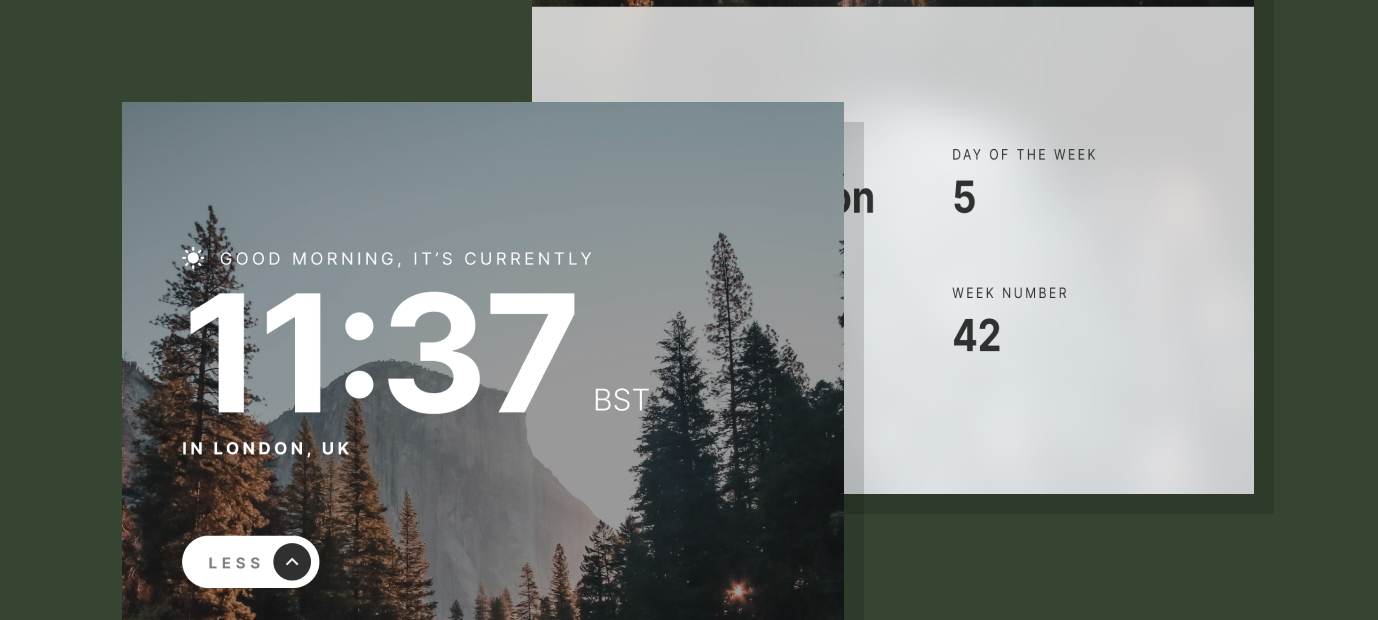 GOOD MORNING, IT’S CURRENTLY
11:37 BST
IN LONDON, UK
LESS
DAY OF THE WEEK
5
WEEK NUMBER
42